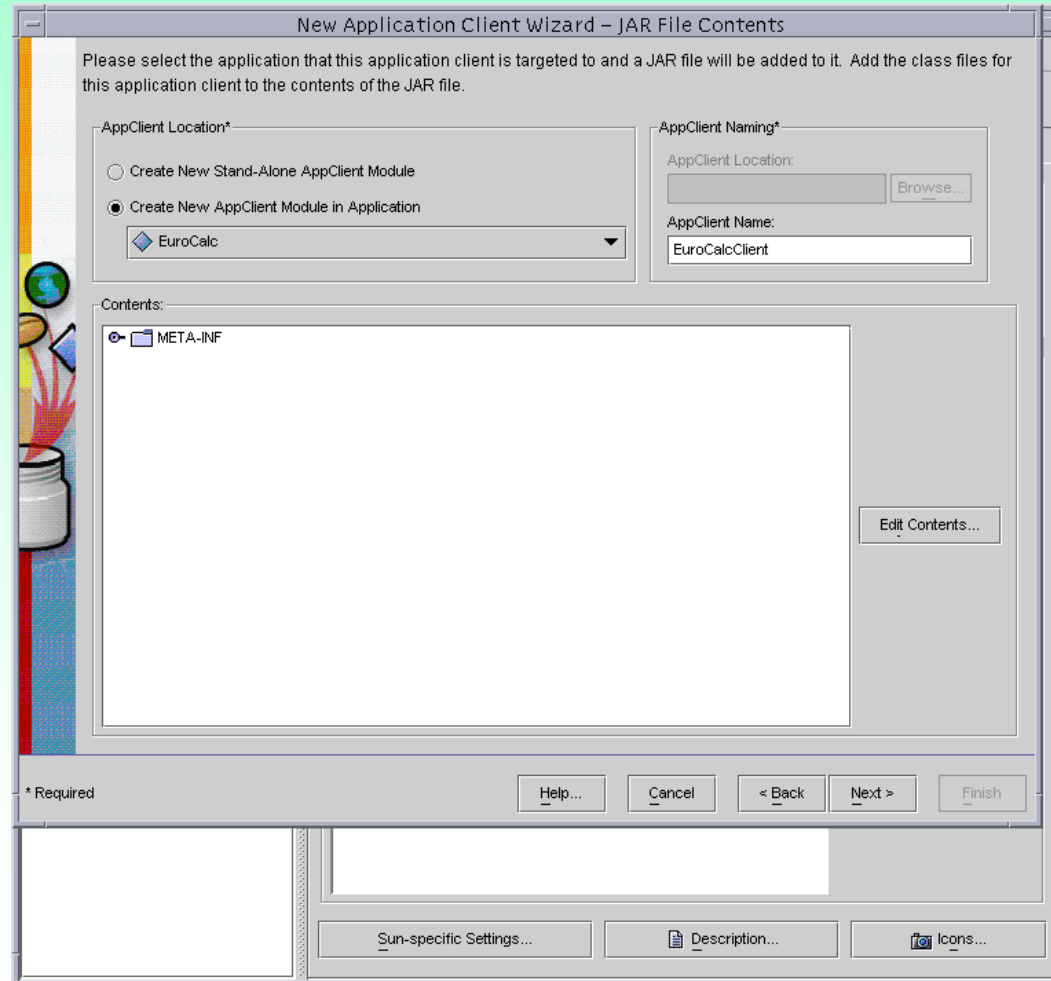 New Application Client Wizard – JAR File Contents
Please select the application that this application client is targeted to and a JAR file will be added to it. Add the class files for
this application client to the contents of the JAR file.
AppClient Location*
Create New Stand-Alone AppClient Module
Create New AppClient Module in Application
EuroCalc
AppClient Naming*
AppClient Location:
Browse...
AppClient Name:
EuroCalcClient
Contents:
META-INF
Edit Contents...
* Required
Help...
Cancel
< Back
Next >
Finish
Sun-specific Settings...
Description...
Icons...